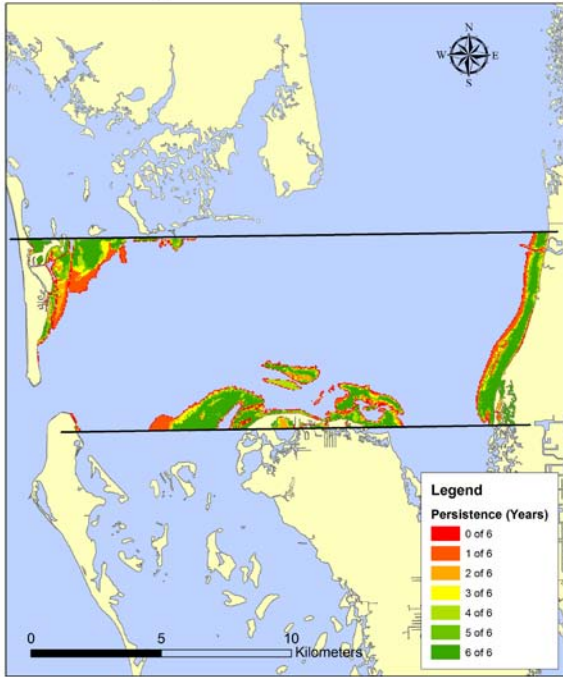 N
W E
S
Legend
Persistence (Years)
0 of 6
1 of 6
2 of 6
3 of 6
4 of 6
5 of 6
6 of 6
0 5 10
Kilometers